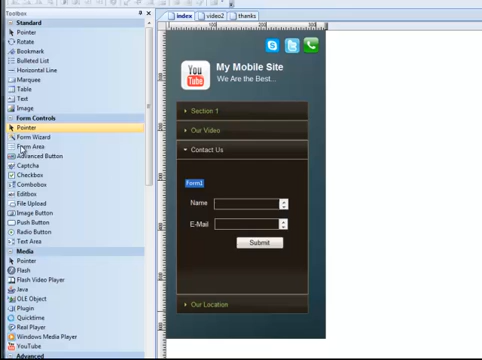 index
video2
thanks
Standard
Pointer
Rotate
Bookmark
Bulleted List
Horizontal Line
Marquee
Table
Text
Image
Form Controls
Pointer
Form Wizard
Form Area
Advanced Button
Captcha
Checkbox
Combobox
Editbox
File Upload
Image Button
Push Button
Radio Button
Text Area
Media
Pointer
Flash
Flash Video Player
Java
OLE Object
Plugin
Quicktime
Real Player
Windows Media Player
YouTube
Advanced
You
Tube
My Mobile Site
We Are the Best...
Section 1
Our Video
Contact Us
Form1
Name
E-Mail
Submit
Our Location